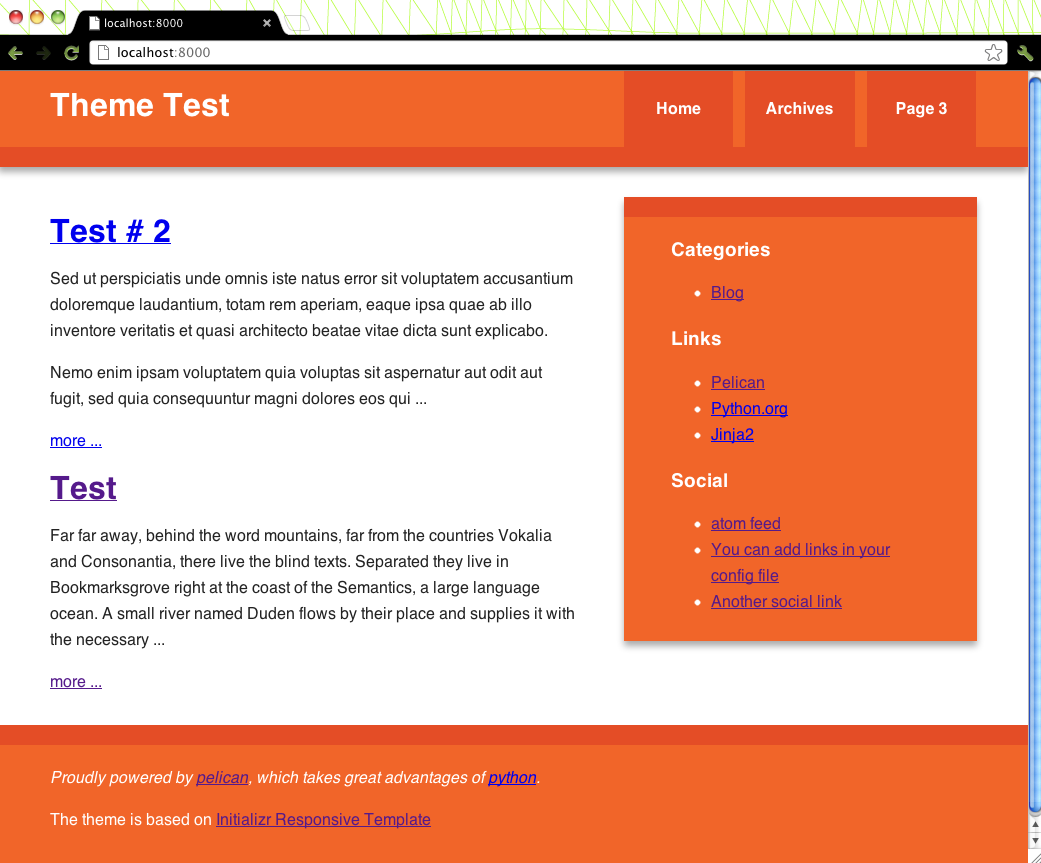 localhost:8000
localhost:8000
Theme Test
Home
Archives
Page 3
Test # 2
Sed ut perspiciatis unde omnis iste natus error sit voluptatem accusantium
doloremque laudantium, totam rem aperiam, eaque ipsa quae ab illo
inventore veritatis et quasi architecto beatae vitae dicta sunt explicabo.
Nemo enim ipsam voluptatem quia voluptas sit aspernatur aut odit aut
fugit, sed quia consequuntur magni dolores eos qui ...
more ...
Test
Far far away, behind the word mountains, far from the countries Vokalia
and Consonantia, there live the blind texts. Separated they live in
Bookmarksgrove right at the coast of the Semantics, a large language
ocean. A small river named Duden flows by their place and supplies it with
the necessary ...
more ...
Categories
Blog
Links
Pelican
Python.org
Jinja2
Social
atom feed
You can add links in your
config file
Another social link
Proudly powered by pelican, which takes great advantages of python.
The theme is based on Initializr Responsive Template